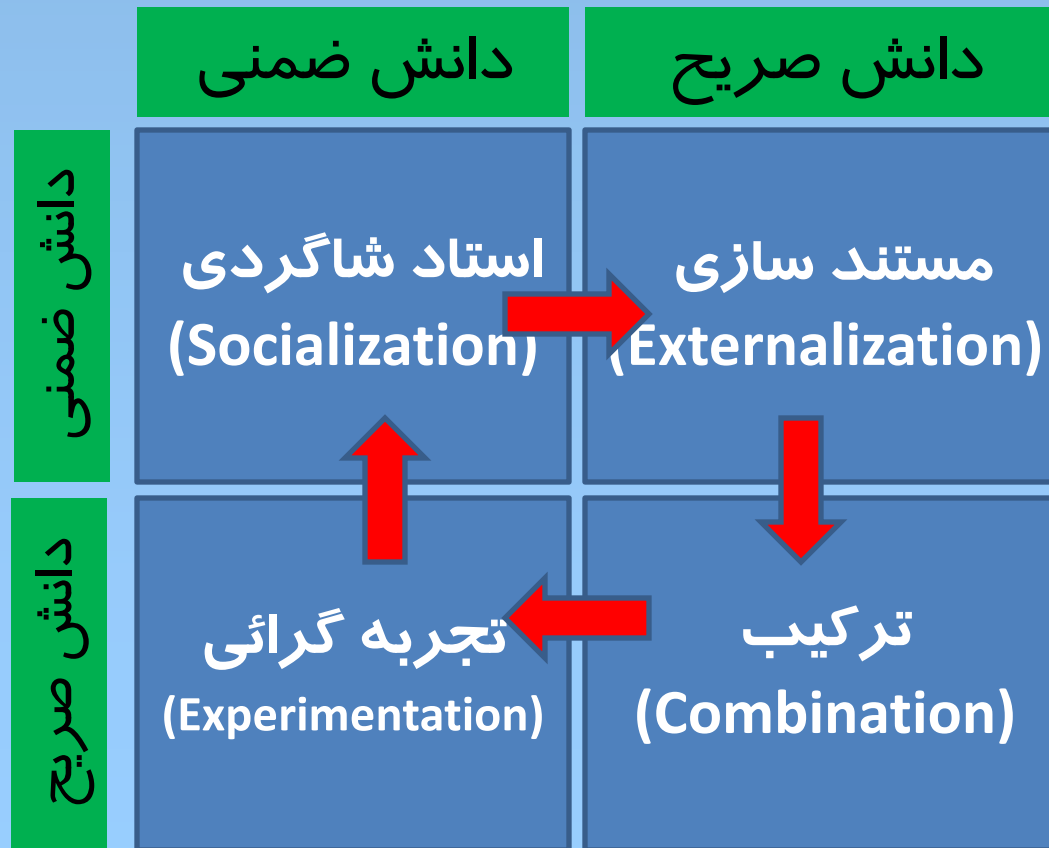 دانش ضمنی
دانش صریح
دانش ضمنی
استاد شاگردی
(Socialization)
مستند سازی
(Externalization)
دانش صریح
تجربه گرائی
(Experimentation)
ترکیب
(Combination)